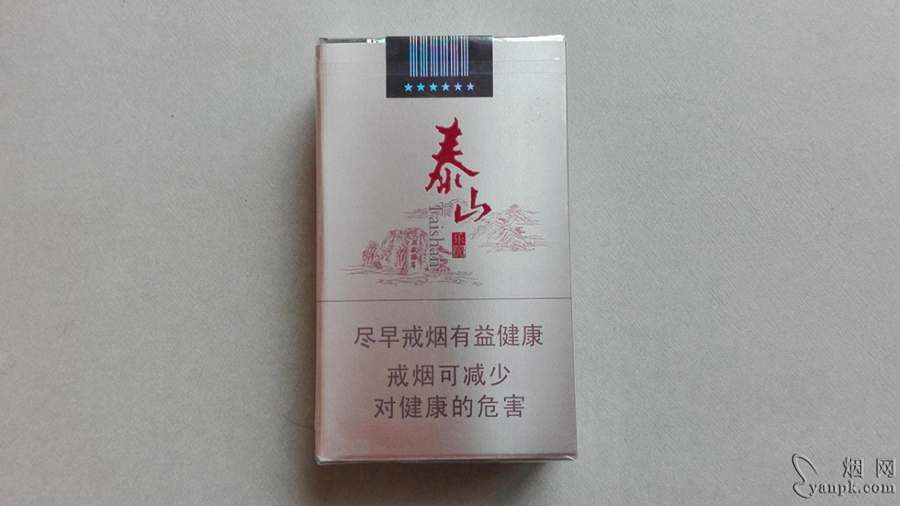 泰山
Taishan
尽早戒烟有益健康
戒烟可减少
对健康的危害
烟网
yanpk.com